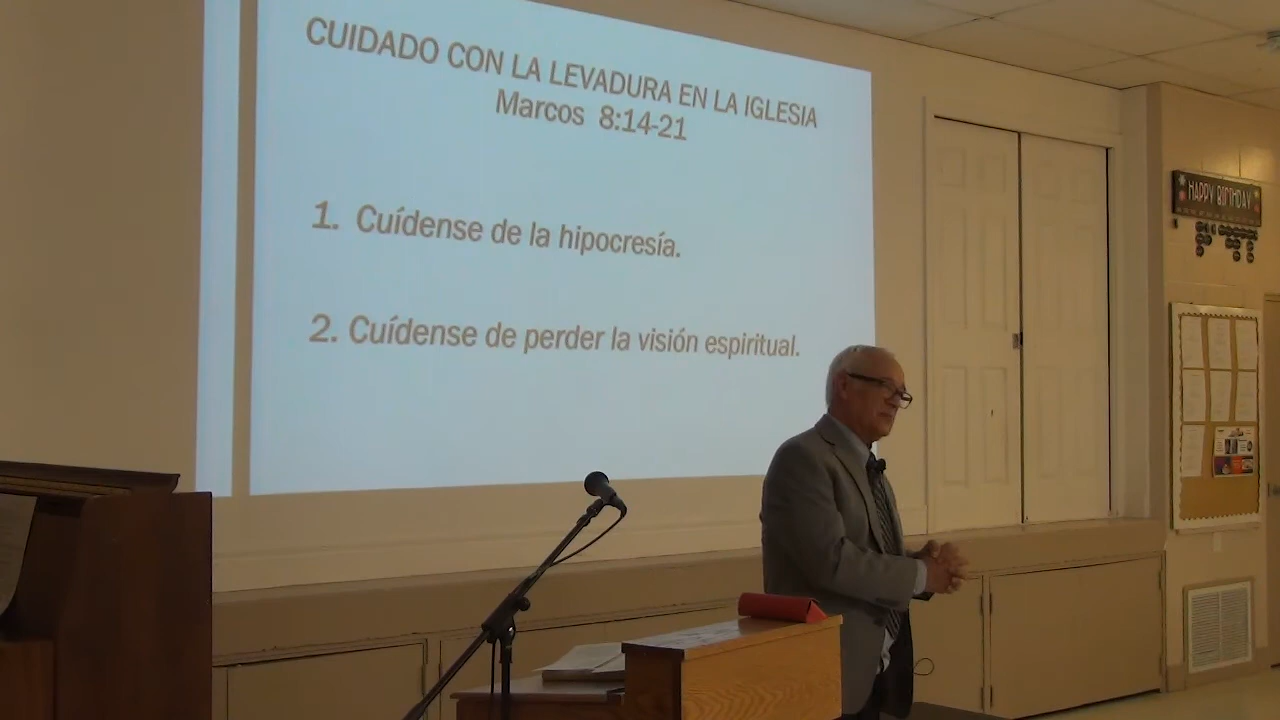 CUIDADO CON LA LEVADURA EN LA IGLESIA
Marcos 8:14-21
1. Cuídense de la hipocresía.
2. Cuídense de perder la visión espiritual.
HAPPY BIRTHDAY